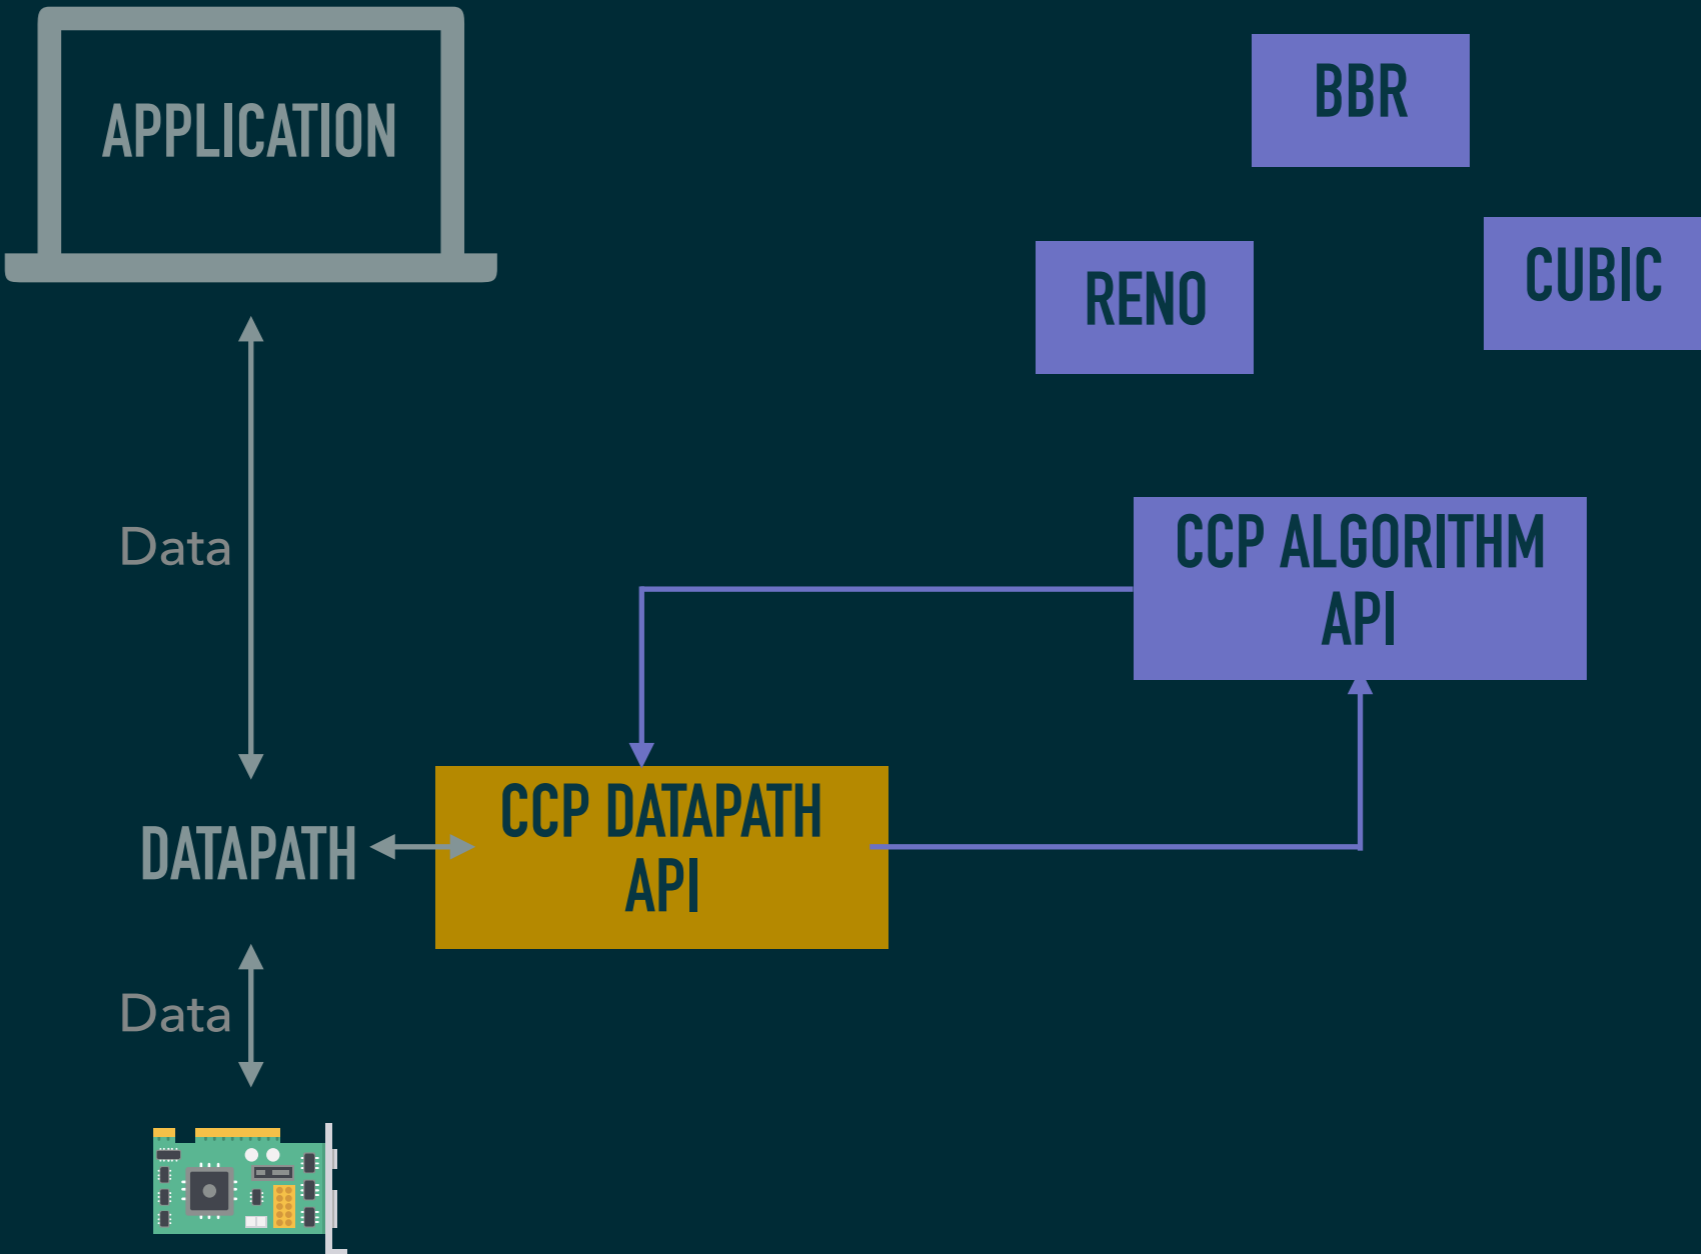 APPLICATION
BBR
RENO
CUBIC
Data
CCP ALGORITHM
API
DATAPATH
CCP DATAPATH
API
Data